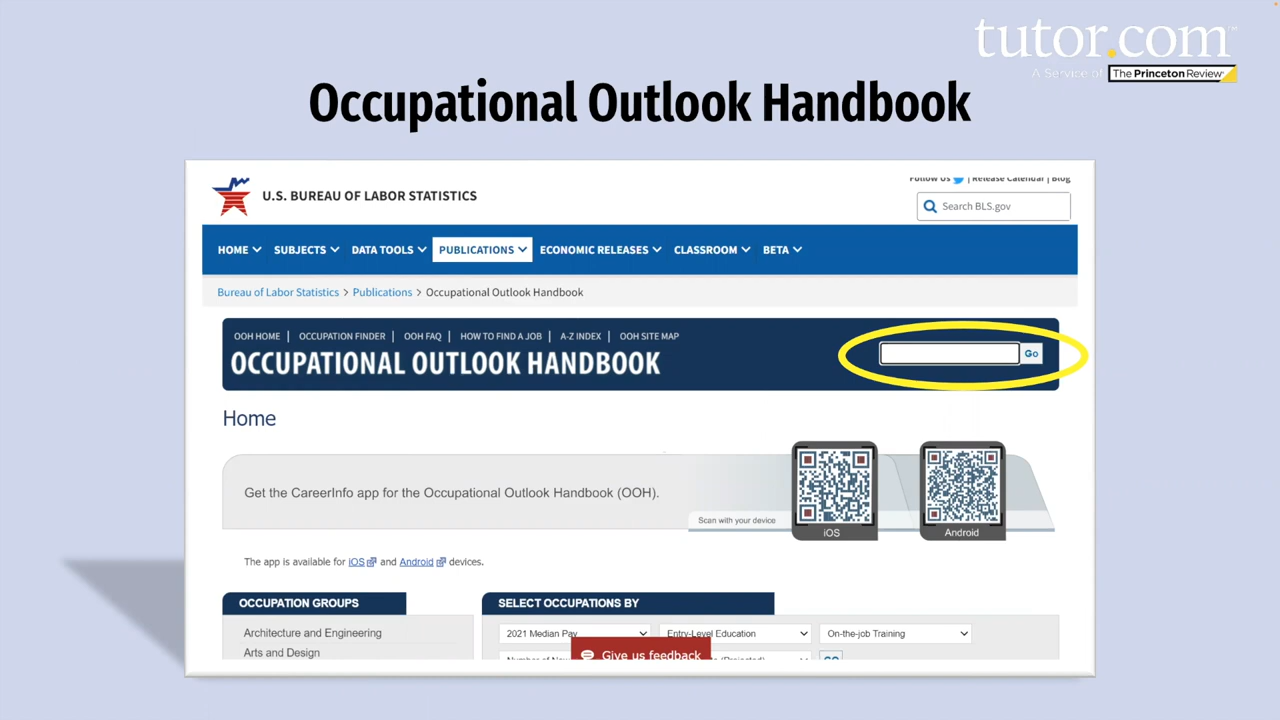 tutor.com™
A Service of The Princeton Review
Occupational Outlook Handbook
Follow Us | Release Calendar | Blog
U.S. BUREAU OF LABOR STATISTICS
Search BLS.gov
HOME SUBJECTS DATA TOOLS PUBLICATIONS ECONOMIC RELEASES CLASSROOM BETA
Bureau of Labor Statistics > Publications > Occupational Outlook Handbook
OOH HOME | OCCUPATION FINDER | OOH FAQ | HOW TO FIND A JOB | A-Z INDEX | OOH SITE MAP
OCCUPATIONAL OUTLOOK HANDBOOK
Go
Home
Get the CareerInfo app for the Occupational Outlook Handbook (OOH).
Scan with your device
iOS Android
The app is available for iOS and Android devices.
OCCUPATION GROUPS
Architecture and Engineering
Arts and Design
SELECT OCCUPATIONS BY
2021 Median Pay Entry-Level Education On-the-job Training
Number of (Projected) GO
Give us feedback